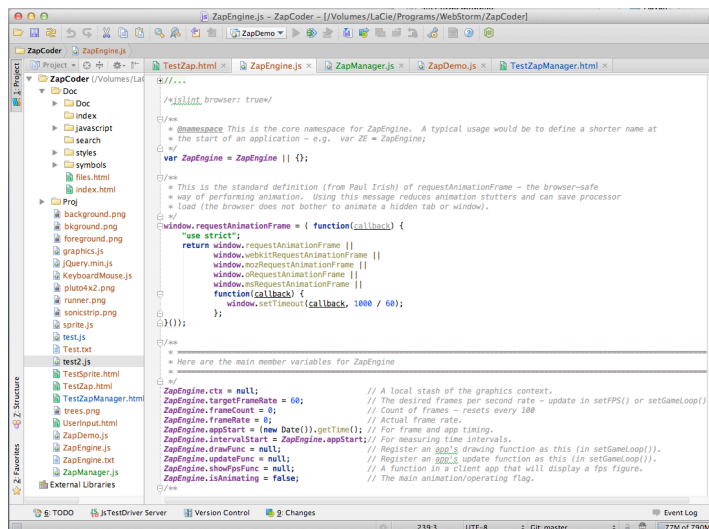 ZapEngine.js - ZapCoder - [/Volumes/LaCie/Programs/WebStorm/ZapCoder]
ZapDemo
ZapCoder ZapEngine.js
Project
TestZap.html × ZapEngine.js × ZapManager.js × ZapDemo.js × TestZapManager.html ×
1: Project
Z: Structure
2: Favorites
ZapCoder (/Volumes/LaC
Doc
Doc
index
javascript
search
styles
symbols
files.html
index.html
Proj
background.png
bkground.png
foreground.png
graphics.js
jQuery.min.js
KeyboardMouse.js
pluto4x2.png
runner.png
sonicstrip.png
sprite.js
test.js
Test.txt
test2.js
TestSprite.html
TestZap.html
TestZapManager.html
trees.png
UserInput.html
ZapDemo.js
ZapEngine.js
ZapEngine.txt
ZapManager.js
External Libraries
//...
/*jslint browser: true*/
/**
* @namespace This is the core namespace for ZapEngine. A typical usage would be to define a shorter name at
* the start of an application - e.g. var ZE = ZapEngine;
*/
var ZapEngine = ZapEngine || {};
/**
* This is the standard definition (from Paul Irish) of requestAnimationFrame - the browser-safe
* way of performing animation. Using this message reduces animation stutters and can save processor
* load (the browser does not bother to animate a hidden tab or window).
*/
window.requestAnimationFrame = ( function(callback) {
"use strict";
return window.requestAnimationFrame ||
window.webkitRequestAnimationFrame ||
window.mozRequestAnimationFrame ||
window.oRequestAnimationFrame ||
window.msRequestAnimationFrame ||
function(callback) {
window.setTimeout(callback, 1000 / 60);
};
}());
/**
* ================================================
* Here are the main member variables for ZapEngine
* ================================================
*/
ZapEngine.ctx = null; // A local stash of the graphics context.
ZapEngine.targetFrameRate = 60; // The desired frames per second rate - update in setFPS() or setGameLoop()
ZapEngine.frameCount = 0; // Count of frames - resets every 100
ZapEngine.frameRate = 0; // Actual frame rate.
ZapEngine.appStart = (new Date()).getTime(); // For frame and app timing.
ZapEngine.intervalStart = ZapEngine.appStart;// For measuring time intervals.
ZapEngine.drawFunc = null; // Register an app's drawing function as this (in setGameLoop()).
ZapEngine.updateFunc = null; // Register an app's update function as this (in setGameLoop()).
ZapEngine.showFpsFunc = null; // A function in a client app that will display a fps figure.
ZapEngine.isAnimating = false; // The main animation/operating flag.
/**
6: TODO JsTestDriver Server Version Control 9: Changes Event Log
239:3 UTF-8 Git: master 77M of 790M